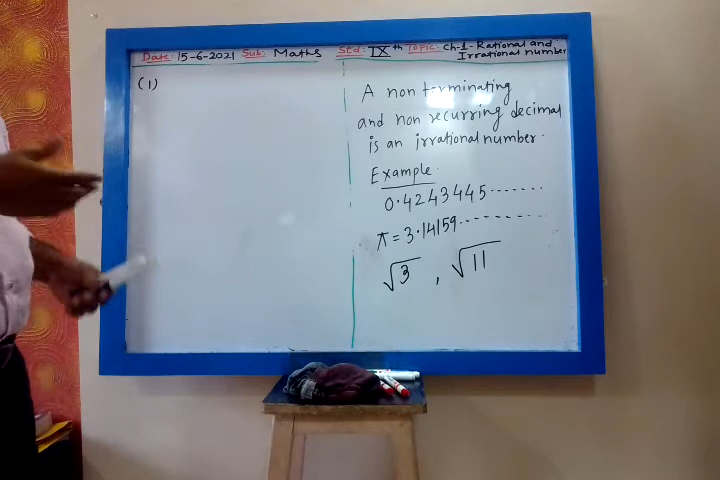 Date: 15-6-2021 Sub: Maths Std: IXth Topic: Ch-1-Rational and
Irrational number
(1)
A non terminating
and non recurring decimal
is an irrational number.
Example.
0.4243445.......
π = 3.14159..........
√3 , √11